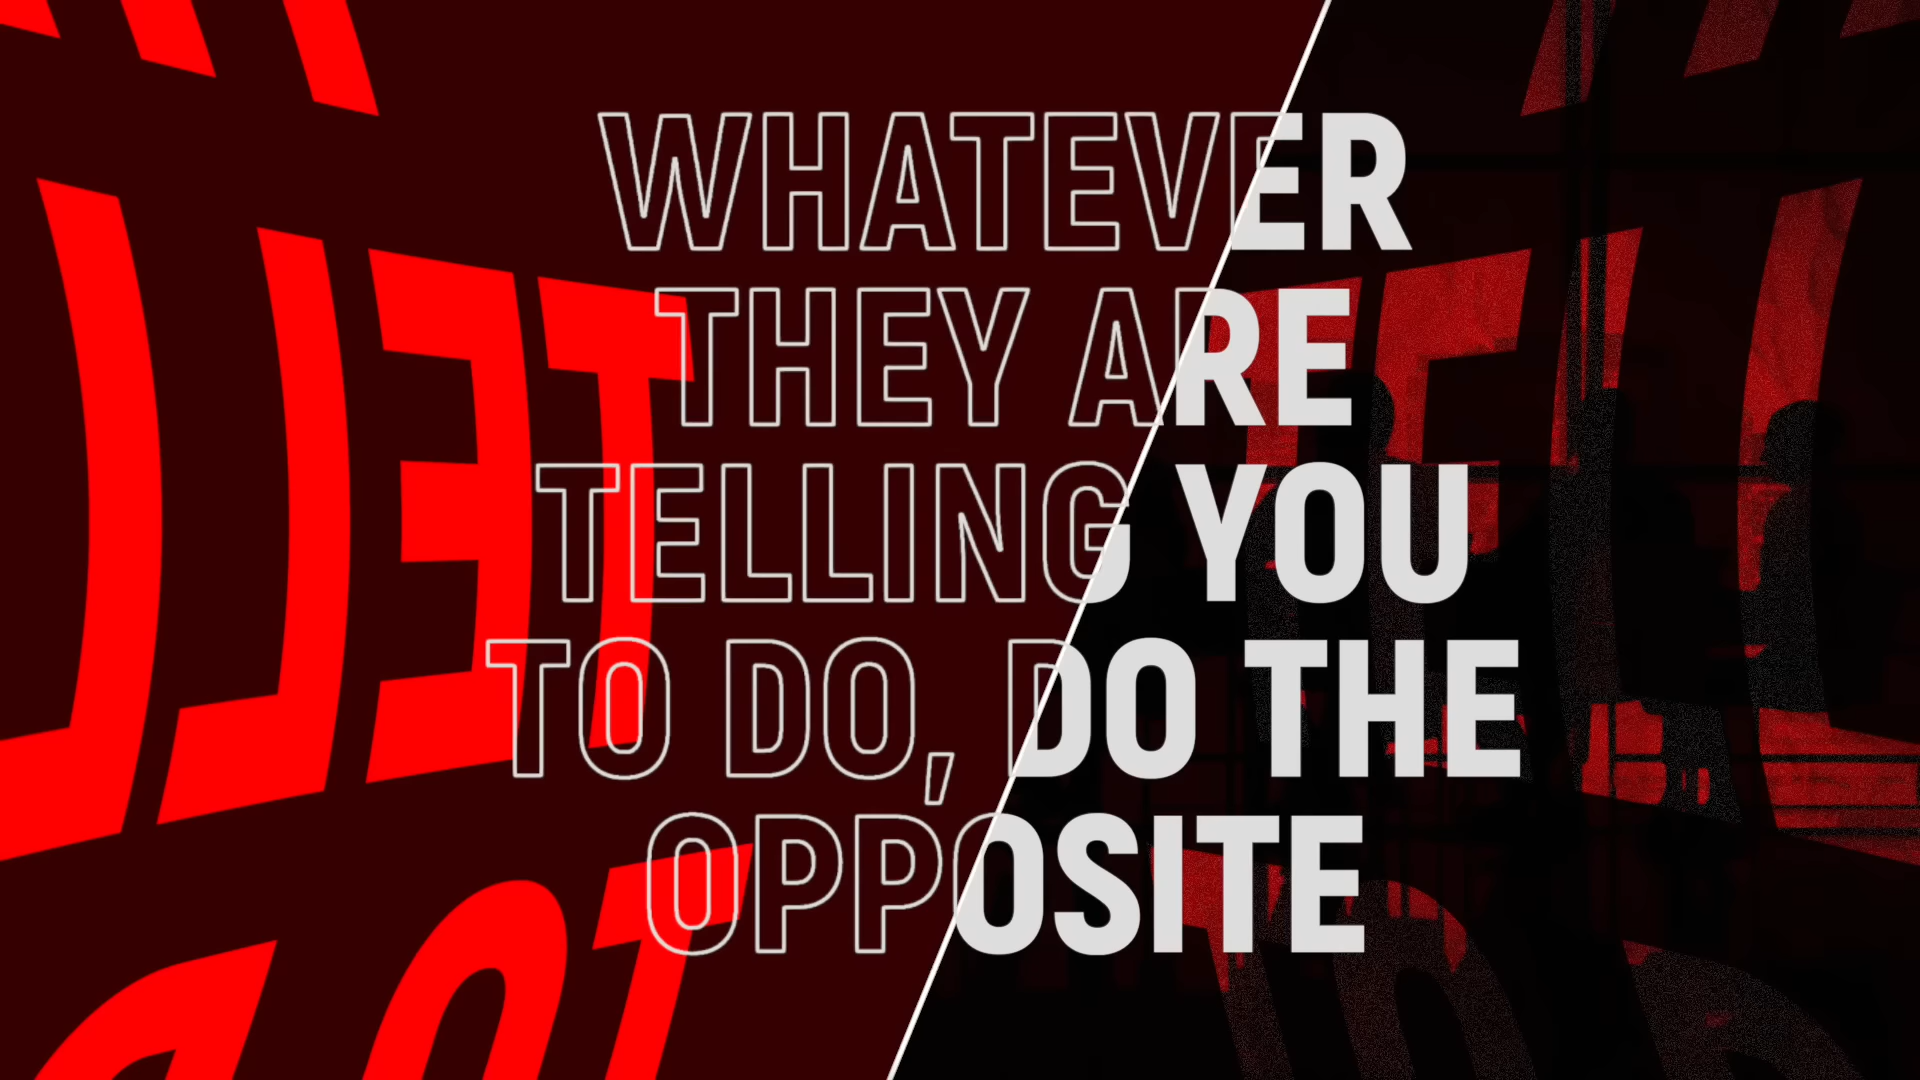 WHATEVER
THEY ARE
TELLING YOU
TO DO, DO THE
OPPOSITE